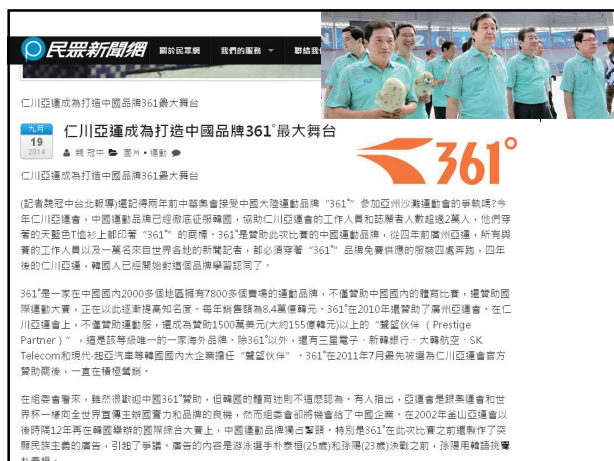 民眾新聞網 關於民眾網 我們的服務 聯絡我們
仁川亞運成為打造中國品牌361最大舞台
九月
19
2014
仁川亞運成為打造中國品牌361°最大舞台
魏 冠中 圖片 • 運動
361°
仁川亞運成為打造中國品牌361°最大舞台
(記者魏冠中台北報導)還記得兩年前中華奧會接受中國大陸運動品牌“361°”參加亞州沙灘運動會的爭執嗎?今
年仁川亞運會，中國運動品牌已經徹底征服韓國，協助仁川亞運會的工作人員和誌願者人數超過2萬人，他們穿
著的天藍色T恤衫上都印著“361°”的商標。361°是贊助此次比賽的中國品牌，從四年前廣州亞運，所有與
賽的工作人員以及一萬名來自世界各地的新聞記者，都必須穿著“361°”品牌免費供應的服裝四處奔跑，四年
後的仁川亞運，韓國人已經開始對這個品牌學習認同了。
361°是一家在中國國內2000多個地區擁有7800多個賣場的運動品牌，不僅贊助中國國內的體育比賽，還贊助國
際運動大賽，正在以此逐漸提高知名度。每年銷售額為8.4萬億韓元。361°在2010年還贊助了廣州亞運會。在仁
川亞運會上，不僅贊助運動服，還成為贊助1500萬美元(大約155億韓元)以上的“聲望伙伴 （Prestige
Partner）”，這是該等級唯一的一家海外品牌。除361°以外，還有三星電子、新韓銀行、大韓航空、SK
Telecom和現代·起亞汽車等韓國國內大企業擔任“聲望伙伴”。361°在2011年7月最先被選為仁川亞運會官方
贊助商後，一直在積極營銷。
在組委會看來，雖然很歡迎中國361°贊助，但韓國的體育迷則不這麽認為。有人指出，亞運會是跟奧運會和世
界杯一樣向全世界宣傳主辦國實力和品牌的良機，然而組委會卻將機會給了中國企業。在2002年釜山亞運會以
後時隔12年再在韓國舉辦的國際綜合大賽上，中國運動品牌獨占鰲頭。特別是361°在此次比賽之前還製作了突
顯民族主義的廣告，引起了爭議。廣告的內容是游泳選手朴泰桓(25歲)和孫陽(23歲)決戰之前，孫陽用韓語挑釁
朴泰桓。